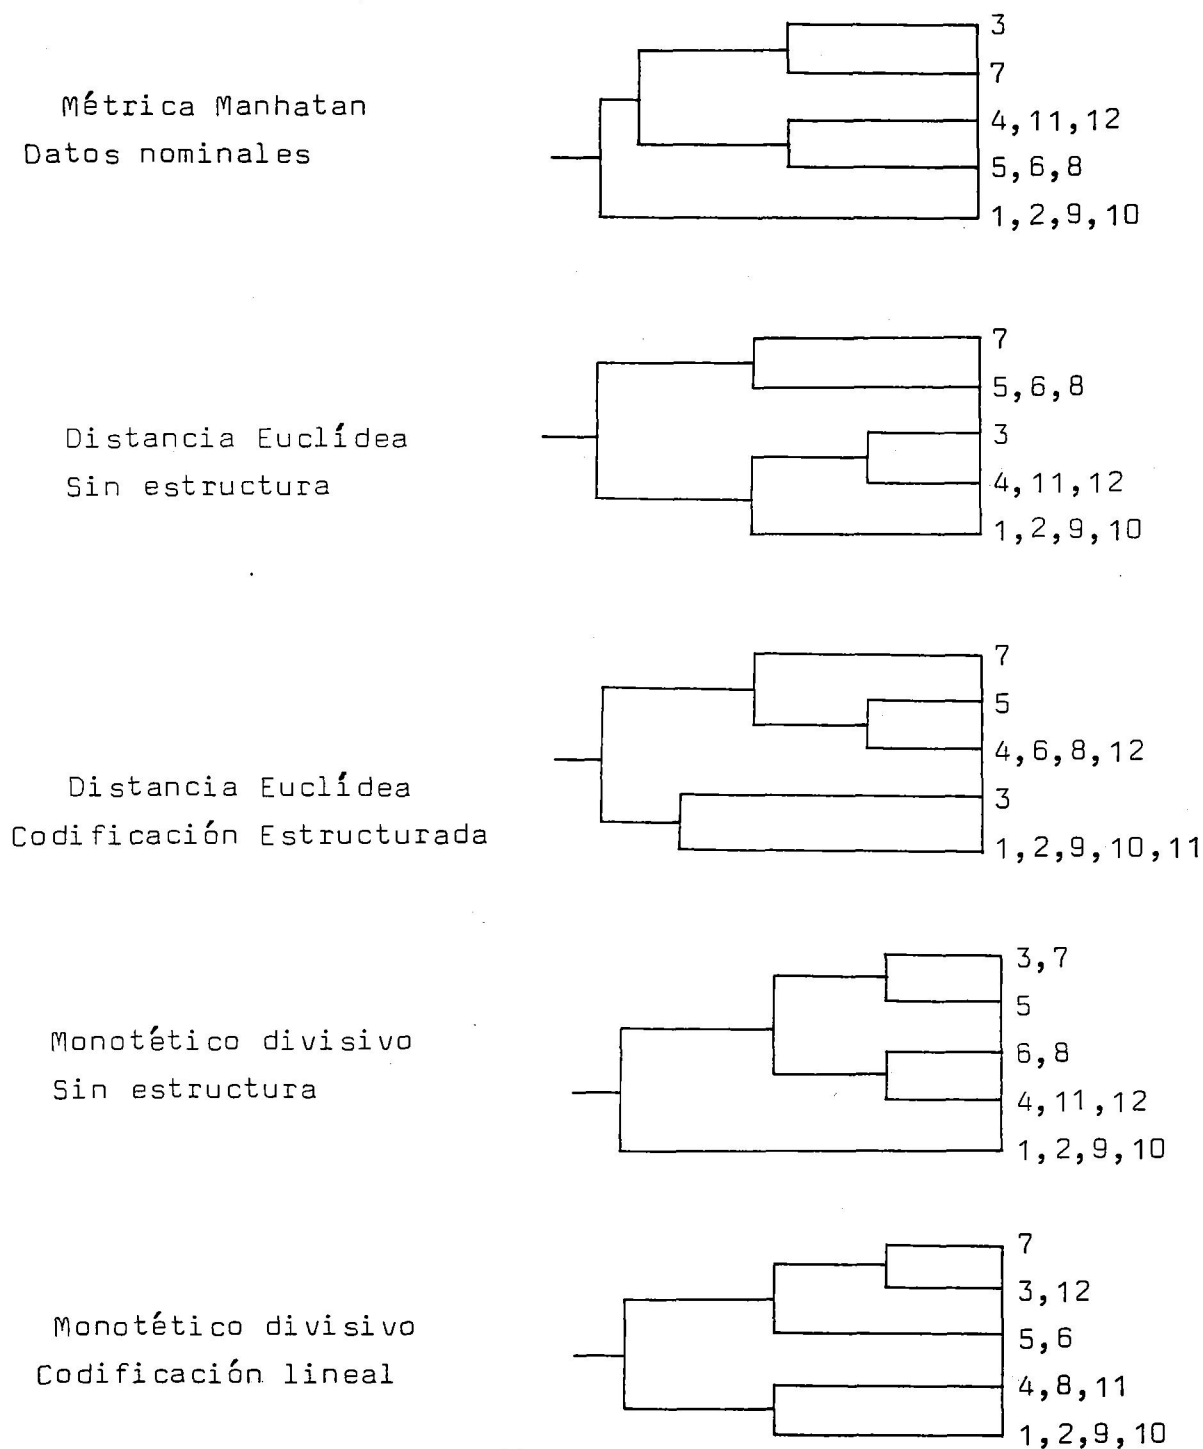 3
7
Métrica Manhatan
4,11,12
Datos nominales
5,6,8
1,2,9,10
7
5,6,8
Distancia Euclídea
3
Sin estructura
4,11,12
1,2,9,10
7
5
4,6,8,12
Distancia Euclídea
3
Codificación Estructurada
1,2,9,10,11
3,7
5
Monotético divisivo
6,8
Sin estructura
4,11,12
1,2,9,10
7
3,12
Monotético divisivo
5,6
Codificación lineal
4,8,11
1,2,9,10